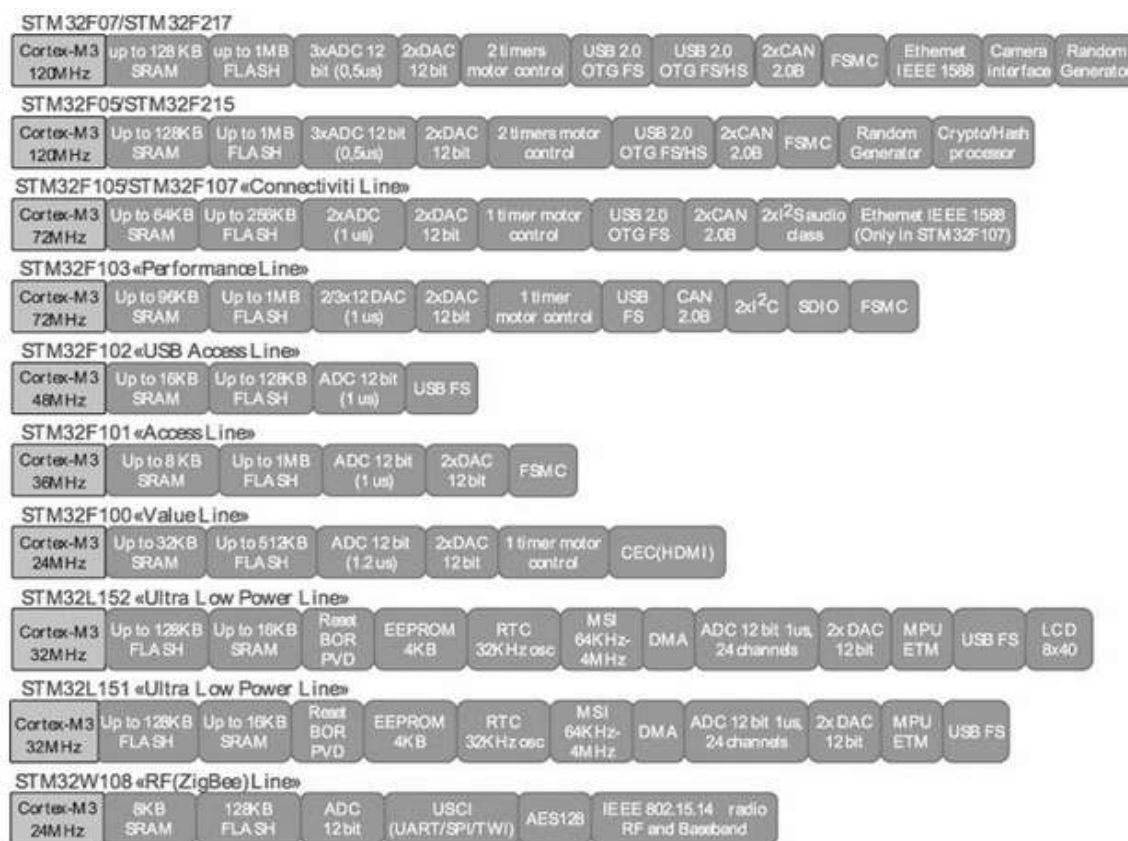 STM32F07/STM32F217
Cortex-M3 up to 128 KB up to 1MB 3xADC 12 2xDAC 2 timers USB 2.0 USB 2.0 2xCAN FSMC Ethernet Camera Random
120MHz SRAM FLASH bit (0,5us) 12bit motor control OTG FS OTG FS/HS 2.0B IEEE 1588 interface Generator
STM32F05/STM32F215
Cortex-M3 Up to 128KB Up to 1MB 3xADC 12 bit 2xDAC 2 timers motor USB 2.0 2xCAN FSMC Random Crypto/Hash
120MHz SRAM FLASH (0,5us) 12bit control OTG FS/HS 2.0B Generator processor
STM32F105/STM32F107 «Connectiviti Line»
Cortex-M3 Up to 64KB Up to 256KB 2xADC 2xDAC 1 timer motor USB 2.0 2xCAN 2xI²S audio Ethernet IEEE 1588
72MHz SRAM FLASH (1 us) 12bit control OTG FS 2.0B class (Only in STM32F107)
STM32F103 «Performance Line»
Cortex-M3 Up to 96KB Up to 1MB 2/3x12 DAC 2xDAC 1 timer USB CAN 2xI²C SDIO FSMC
72MHz SRAM FLASH (1 us) 12bit motor control FS 2.0B
STM32F102 «USB Access Line»
Cortex-M3 Up to 16KB Up to 128KB ADC 12 bit USB FS
48MHz SRAM FLASH (1 us)
STM32F101 «Access Line»
Cortex-M3 Up to 8 KB Up to 1MB ADC 12 bit 2xDAC FSMC
36MHz SRAM FLASH (1 us) 12bit
STM32F100 «Value Line»
Cortex-M3 Up to 32KB Up to 512KB ADC 12 bit 2xDAC 1 timer motor CEC(HDMI)
24MHz SRAM FLASH (1.2 us) 12bit control
STM32L152 «Ultra Low Power Line»
Cortex-M3 Up to 128KB Up to 16KB Reset EEPROM RTC MSI DMA ADC 12 bit 1us, 2x DAC MPU USB FS LCD
32MHz FLASH SRAM BOR 4KB 32KHz osc 64KHz- 24 channels 12bit ETM 8x40
PVD 4MHz
STM32L151 «Ultra Low Power Line»
Cortex-M3 Up to 128KB Up to 16KB Reset EEPROM RTC MSI DMA ADC 12 bit 1us, 2x DAC MPU USB FS
32MHz FLASH SRAM BOR 4KB 32KHz osc 64KHz- 24 channels 12bit ETM
PVD 4MHz
STM32W108 «RF(ZigBee) Line»
Cortex-M3 8KB 128KB ADC USCI AES128 IEEE 802.15.14 radio
24MHz SRAM FLASH 12bit (UART/SPI/TWI) RF and Baseband